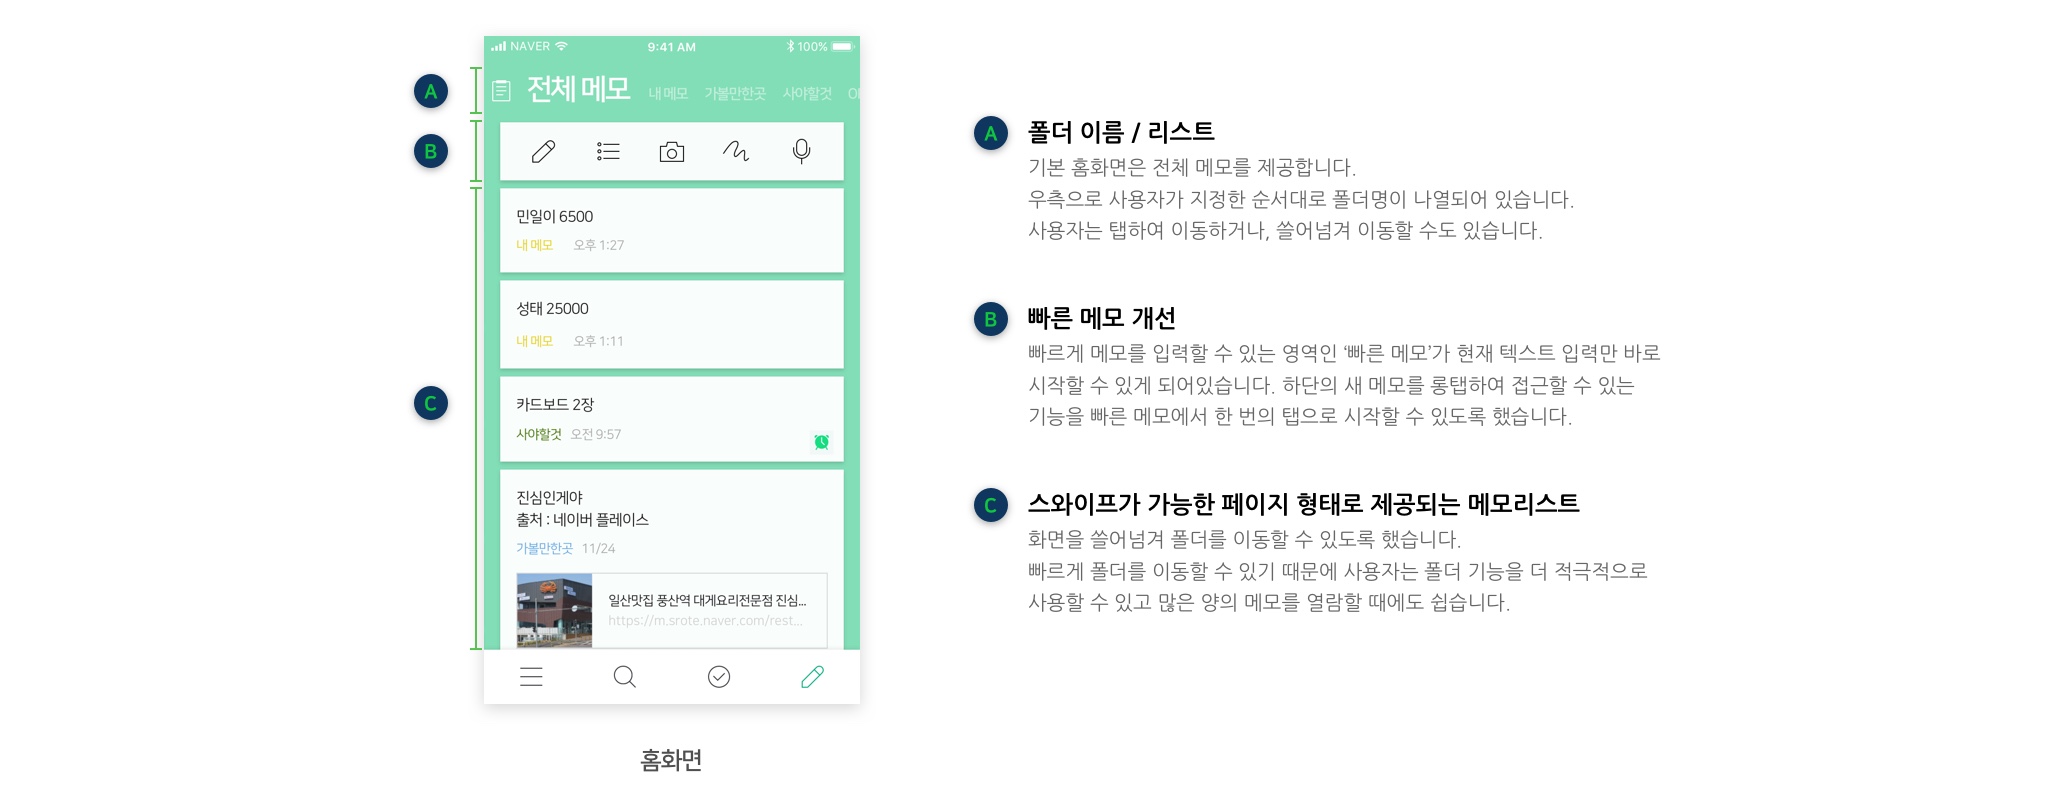 NAVER 9:41 AM 100%
A 전체 메모 내 메모 가볼만한곳 사야할것
B
민일이 6500
내 메모 오후 1:27
성태 25000
내 메모 오후 1:11
C
카드보드 2장
사야할것 오전 9:57
진심인게야
출처 : 네이버 플레이스
가볼만한곳 11/24
일산맛집 풍산역 대게요리전문점 진심...
https://m.srote.naver.com/rest...
홈화면
A 폴더 이름 / 리스트
기본 홈화면은 전체 메모를 제공합니다.
우측으로 사용자가 지정한 순서대로 폴더명이 나열되어 있습니다.
사용자는 탭하여 이동하거나, 쓸어넘겨 이동할 수도 있습니다.
B 빠른 메모 개선
빠르게 메모를 입력할 수 있는 영역인 ‘빠른 메모’가 현재 텍스트 입력만 바로
시작할 수 있게 되어있습니다. 하단의 새 메모를 롱탭하여 접근할 수 있는
기능을 빠른 메모에서 한 번의 탭으로 시작할 수 있도록 했습니다.
C 스와이프가 가능한 페이지 형태로 제공되는 메모리스트
화면을 쓸어넘겨 폴더를 이동할 수 있도록 했습니다.
빠르게 폴더를 이동할 수 있기 때문에 사용자는 폴더 기능을 더 적극적으로
사용할 수 있고 많은 양의 메모를 열람할 때에도 쉽습니다.